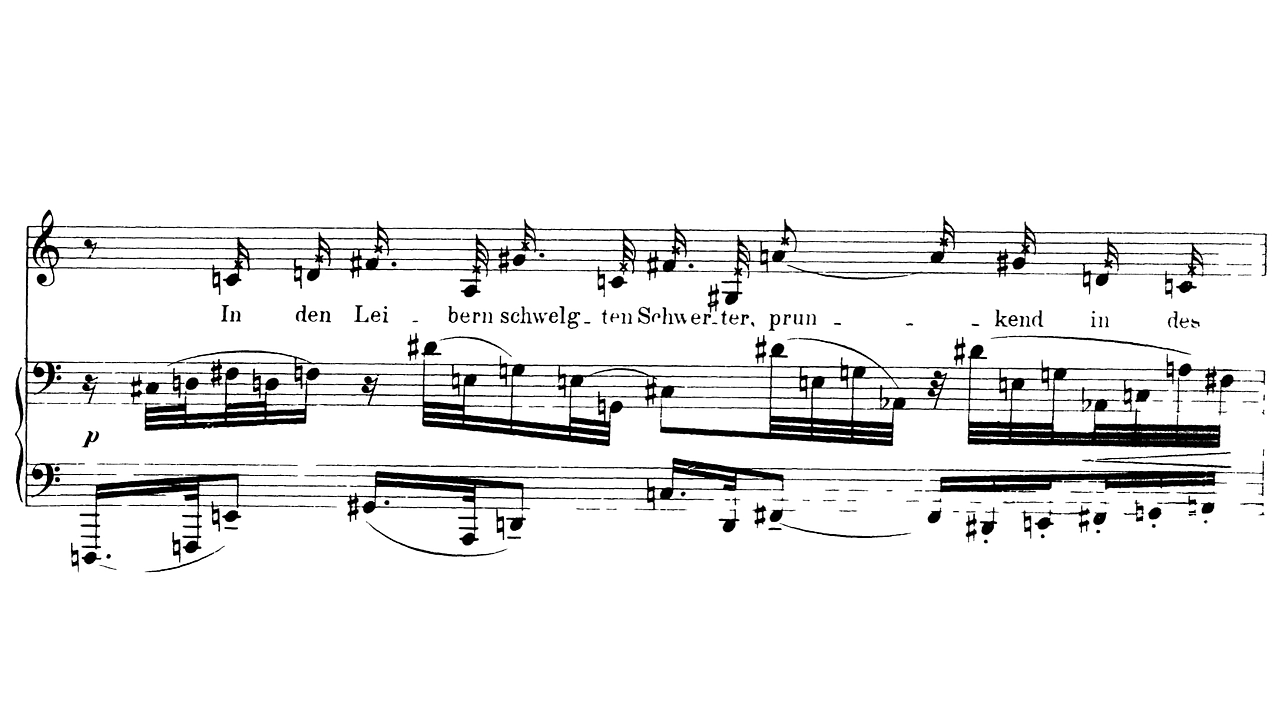 In den Lei - bern schwelg - ten Schwer - ter, prun - - - kend in des
p